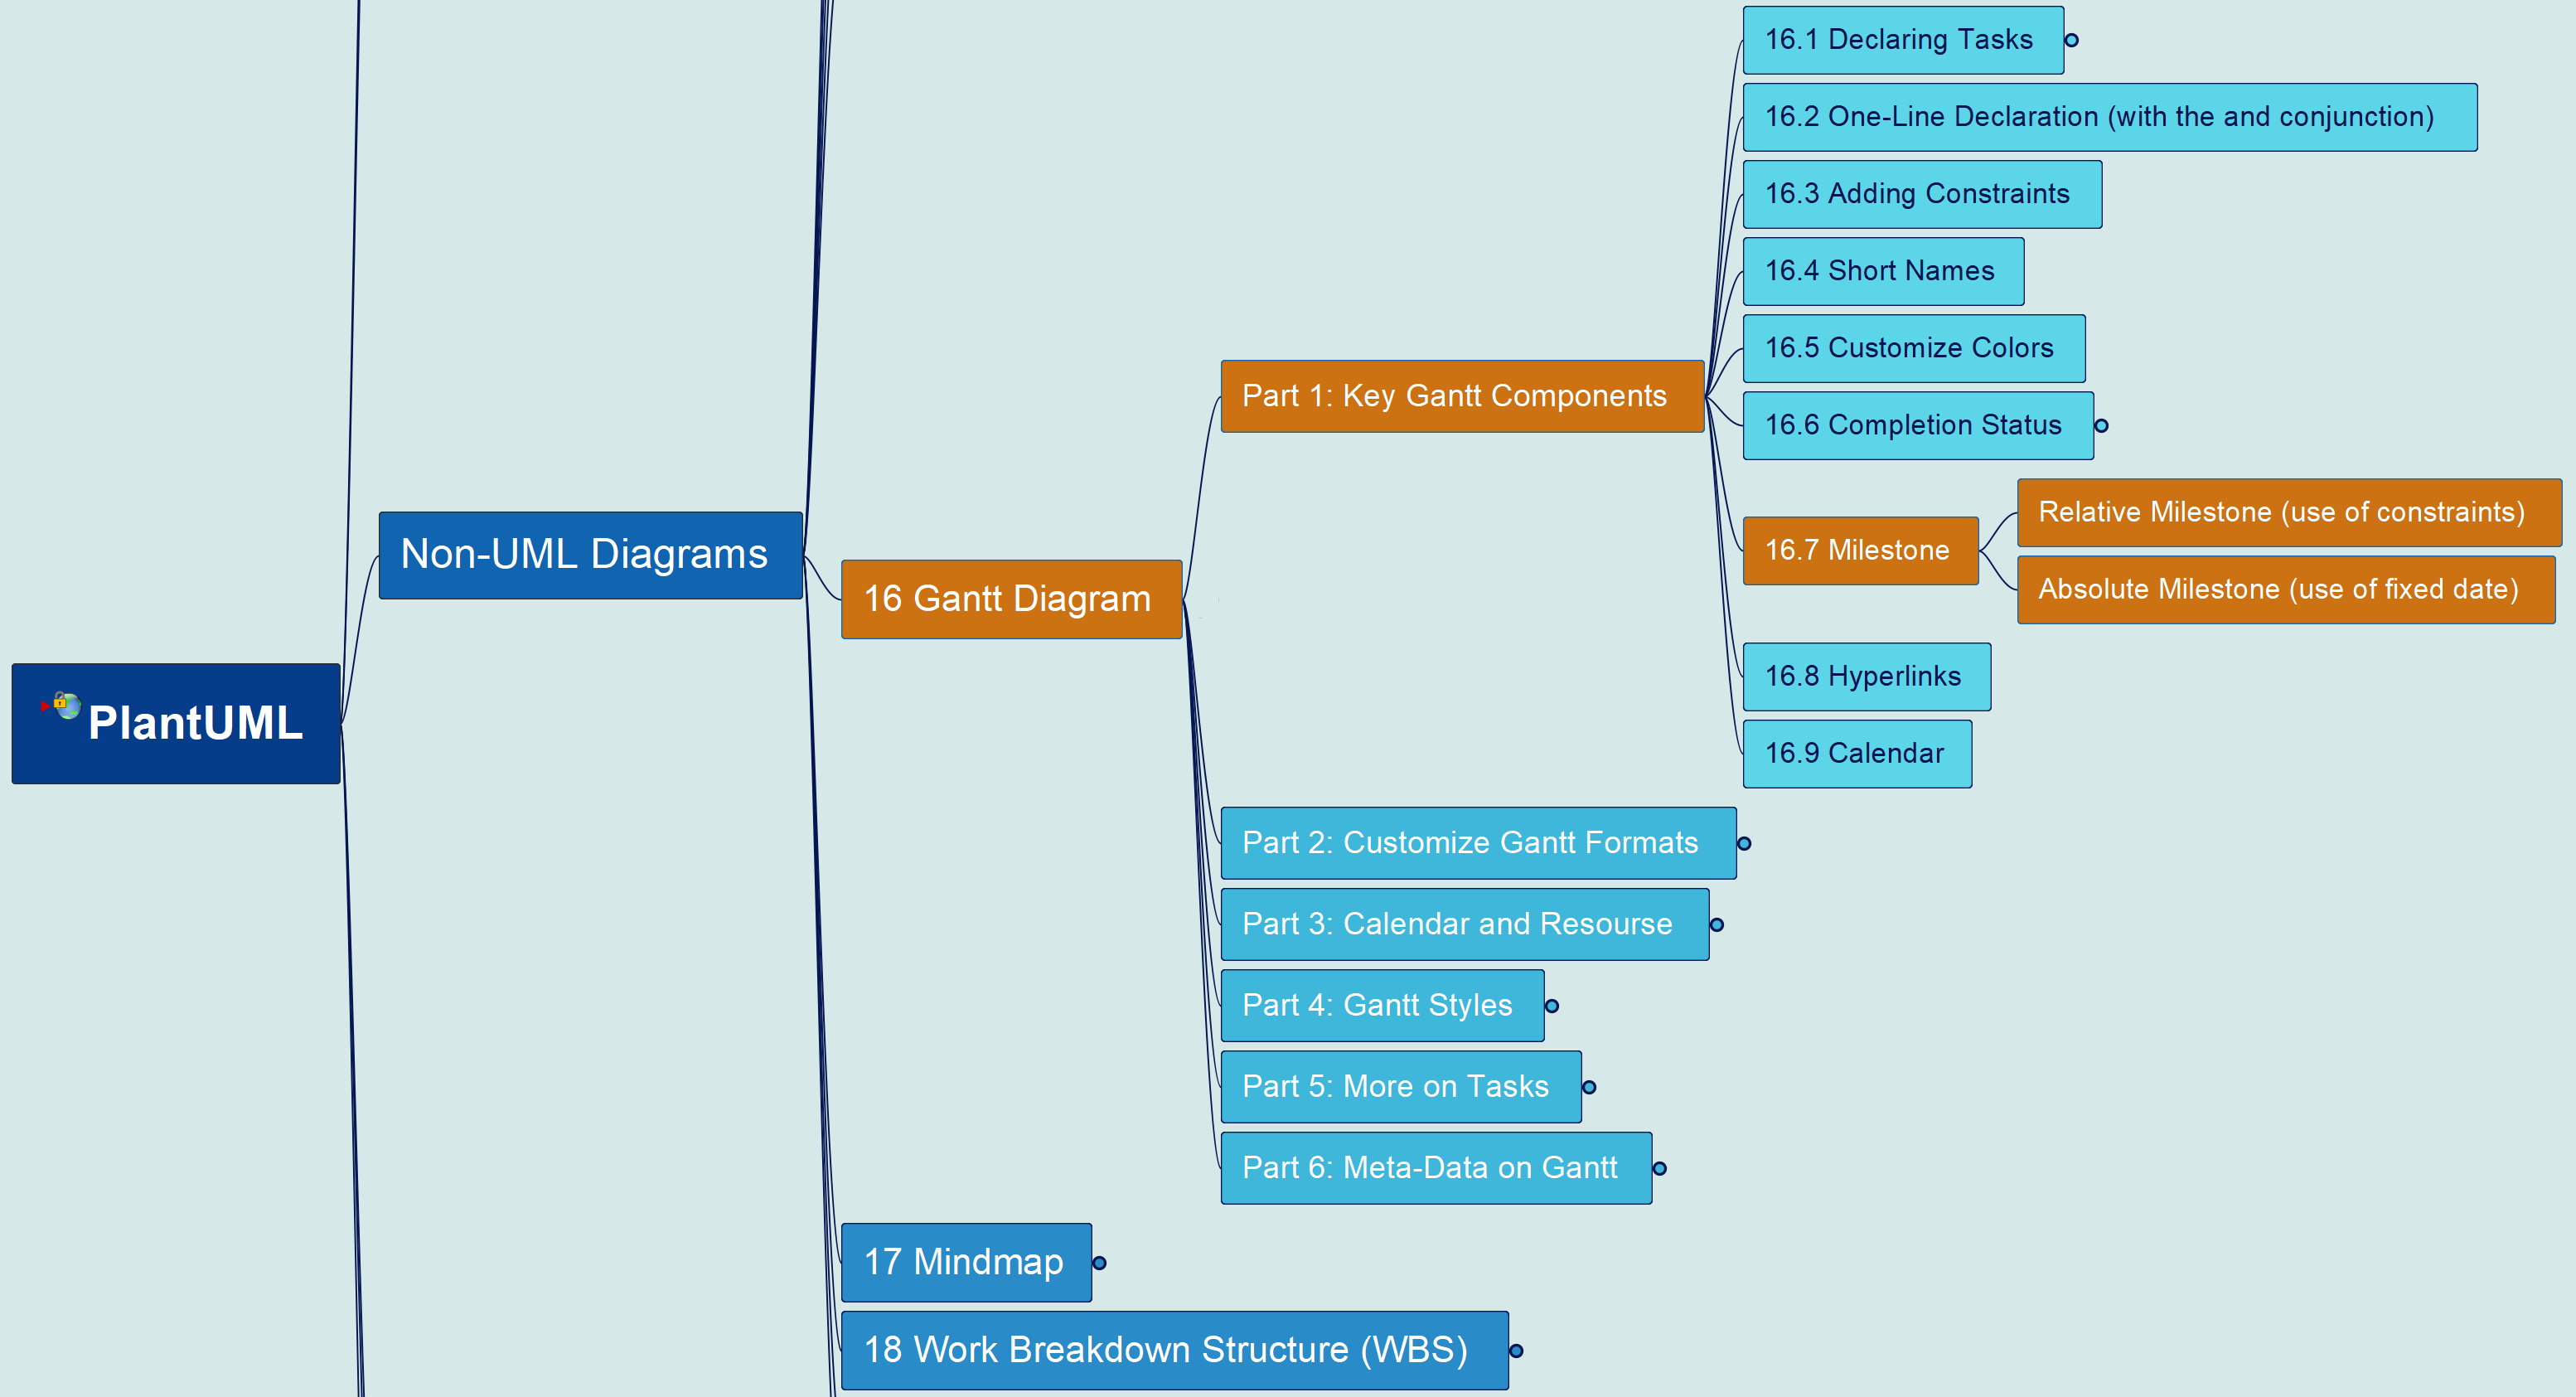 PlantUML
Non-UML Diagrams
16 Gantt Diagram
Part 1: Key Gantt Components
16.1 Declaring Tasks
16.2 One-Line Declaration (with the and conjunction)
16.3 Adding Constraints
16.4 Short Names
16.5 Customize Colors
16.6 Completion Status
16.7 Milestone
Relative Milestone (use of constraints)
Absolute Milestone (use of fixed date)
16.8 Hyperlinks
16.9 Calendar
Part 2: Customize Gantt Formats
Part 3: Calendar and Resourse
Part 4: Gantt Styles
Part 5: More on Tasks
Part 6: Meta-Data on Gantt
17 Mindmap
18 Work Breakdown Structure (WBS)